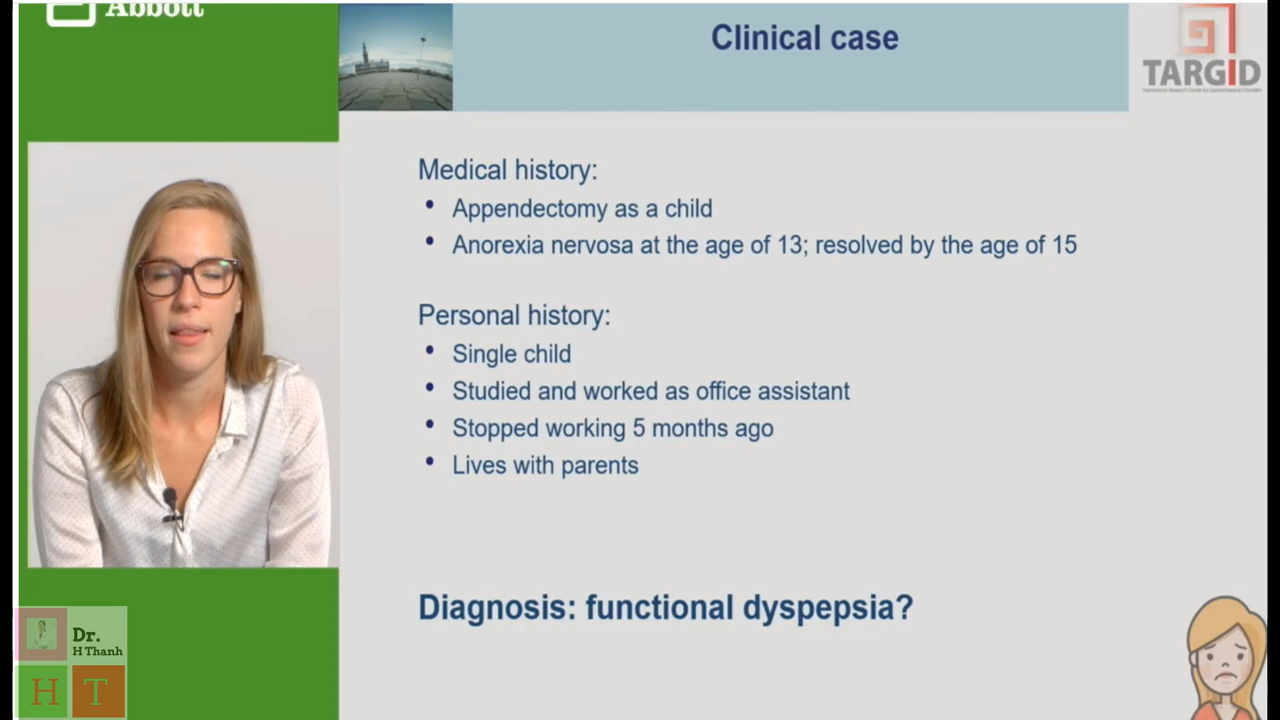 Abbott
Clinical case
TARGID
Medical history:
• Appendectomy as a child
• Anorexia nervosa at the age of 13; resolved by the age of 15
Personal history:
• Single child
• Studied and worked as office assistant
• Stopped working 5 months ago
• Lives with parents
Diagnosis: functional dyspepsia?
Dr.
H Thanh
H T